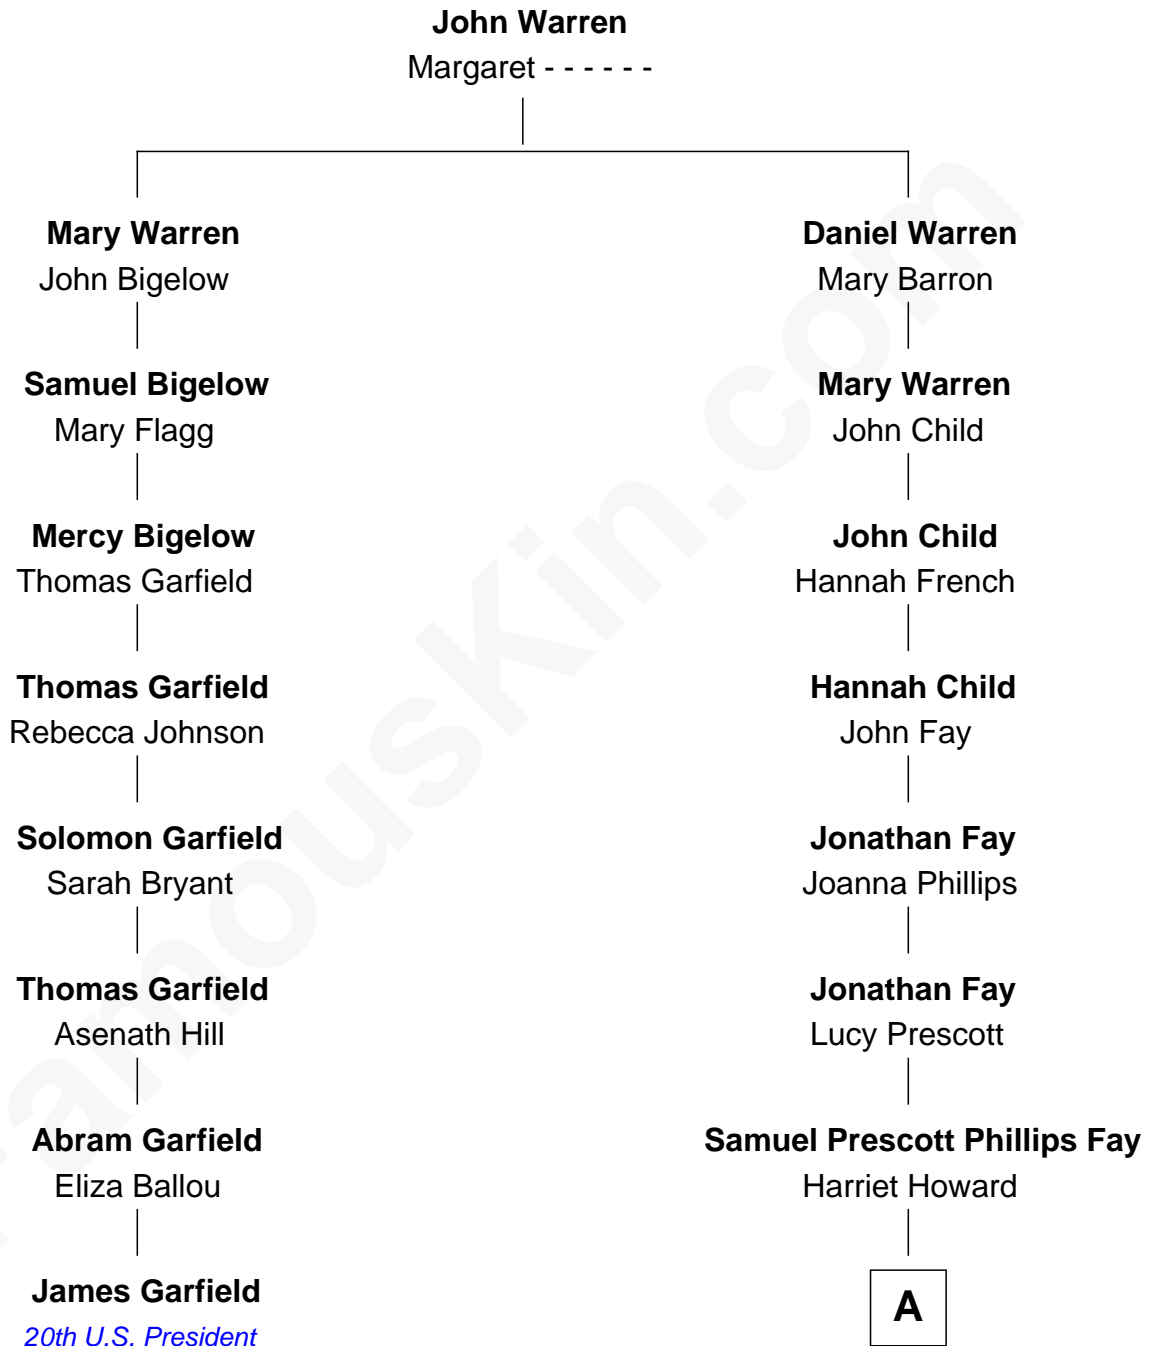 John Warren
Margaret - - - - - -
Mary Warren
John Bigelow
Daniel Warren
Mary Barron
Samuel Bigelow
Mary Flagg
Mary Warren
John Child
Mercy Bigelow
Thomas Garfield
John Child
Hannah French
Thomas Garfield
Rebecca Johnson
Hannah Child
John Fay
Solomon Garfield
Sarah Bryant
Jonathan Fay
Joanna Phillips
Thomas Garfield
Asenath Hill
Jonathan Fay
Lucy Prescott
Abram Garfield
Eliza Ballou
Samuel Prescott Phillips Fay
Harriet Howard
James Garfield
20th U.S. President
A
FamousKin.com